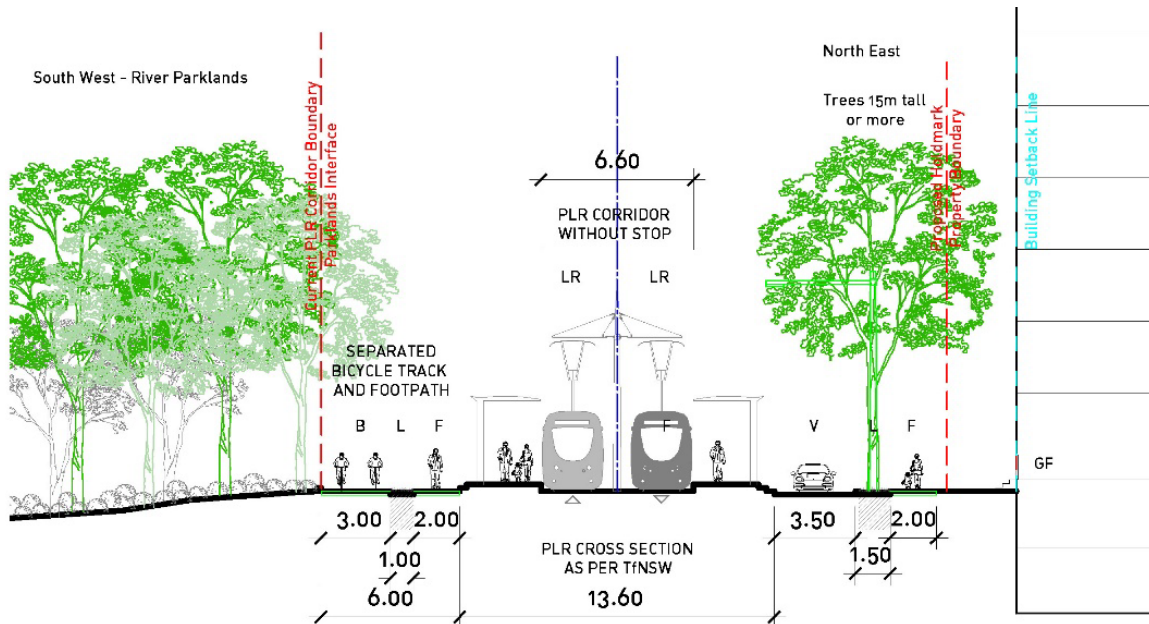 South West - River Parklands
North East
Trees 15m tall
or more
Current PLR Corridor Boundary
Parklands Interface
Proposed Holdmark
Property Boundary
Building Setback Line
6.60
PLR CORRIDOR
WITHOUT STOP
LR LR
SEPARATED
BICYCLE TRACK
AND FOOTPATH
B L F F V L F
GF
3.00 2.00 3.50 2.00
1.00 1.50
PLR CROSS SECTION
AS PER TfNSW
6.00 13.60